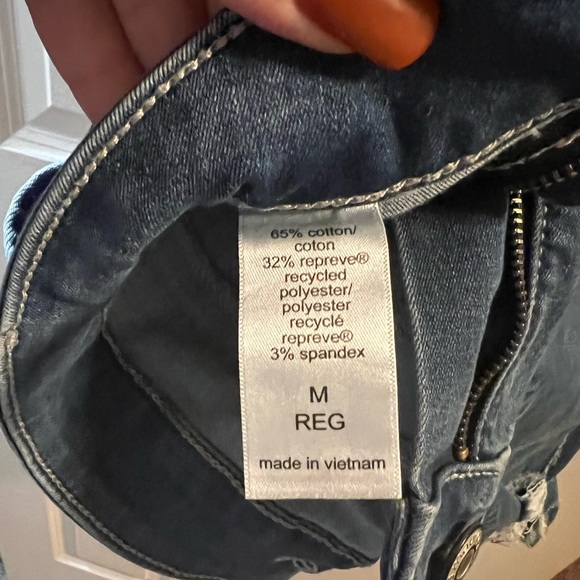 65% cotton/
coton
32% repreve®
recycled
polyester/
polyester
recyclé
repreve®
3% spandex
M
REG
made in vietnam